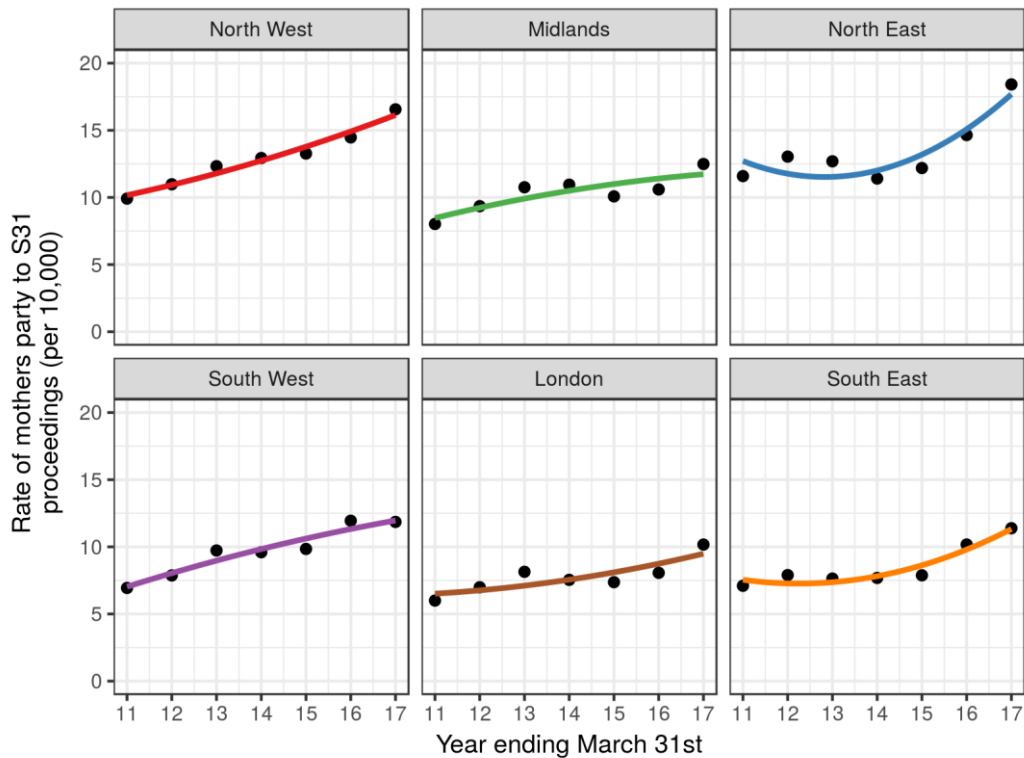 North West
Midlands
North East
20
15
10
5
0
South West
London
South East
20
15
10
5
0
11 12 13 14 15 16 17
11 12 13 14 15 16 17
11 12 13 14 15 16 17
Year ending March 31st
Rate of mothers party to S31
proceedings (per 10,000)